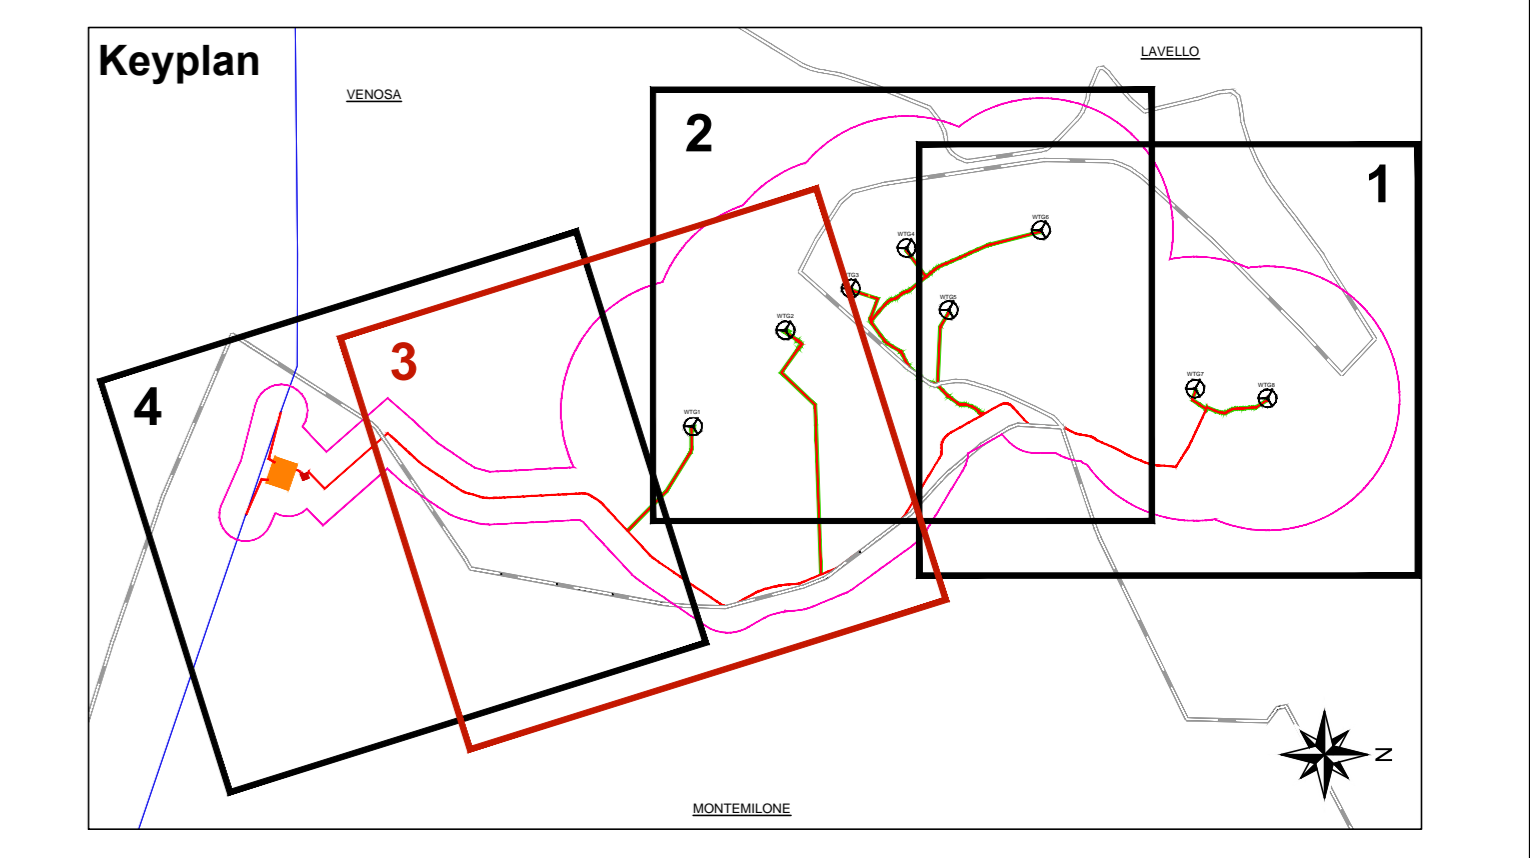 Keyplan
LAVELLO
VENOSA
2
1
WTG6
WTG4
WTG3
WTG5
WTG2
3
4
WTG7
WTG8
WTG1
N
MONTEMILONE